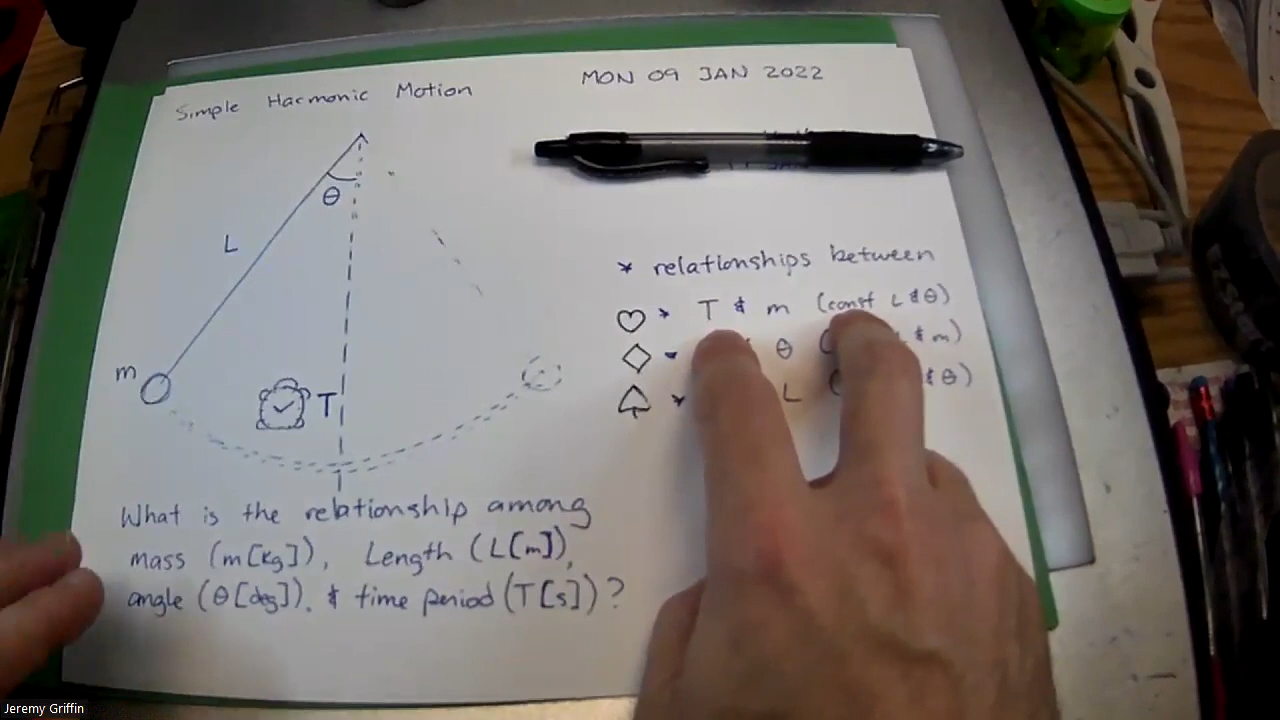 Simple Harmonic Motion
MON 09 JAN 2022
θ
L
m
T
* relationships between
* T & m (const L & θ)
θ & m)
* L & θ)
What is the relationship among
mass (m[kg]), Length (L[m]),
angle (θ[deg]), & time period (T[s])?
Jeremy Griffin